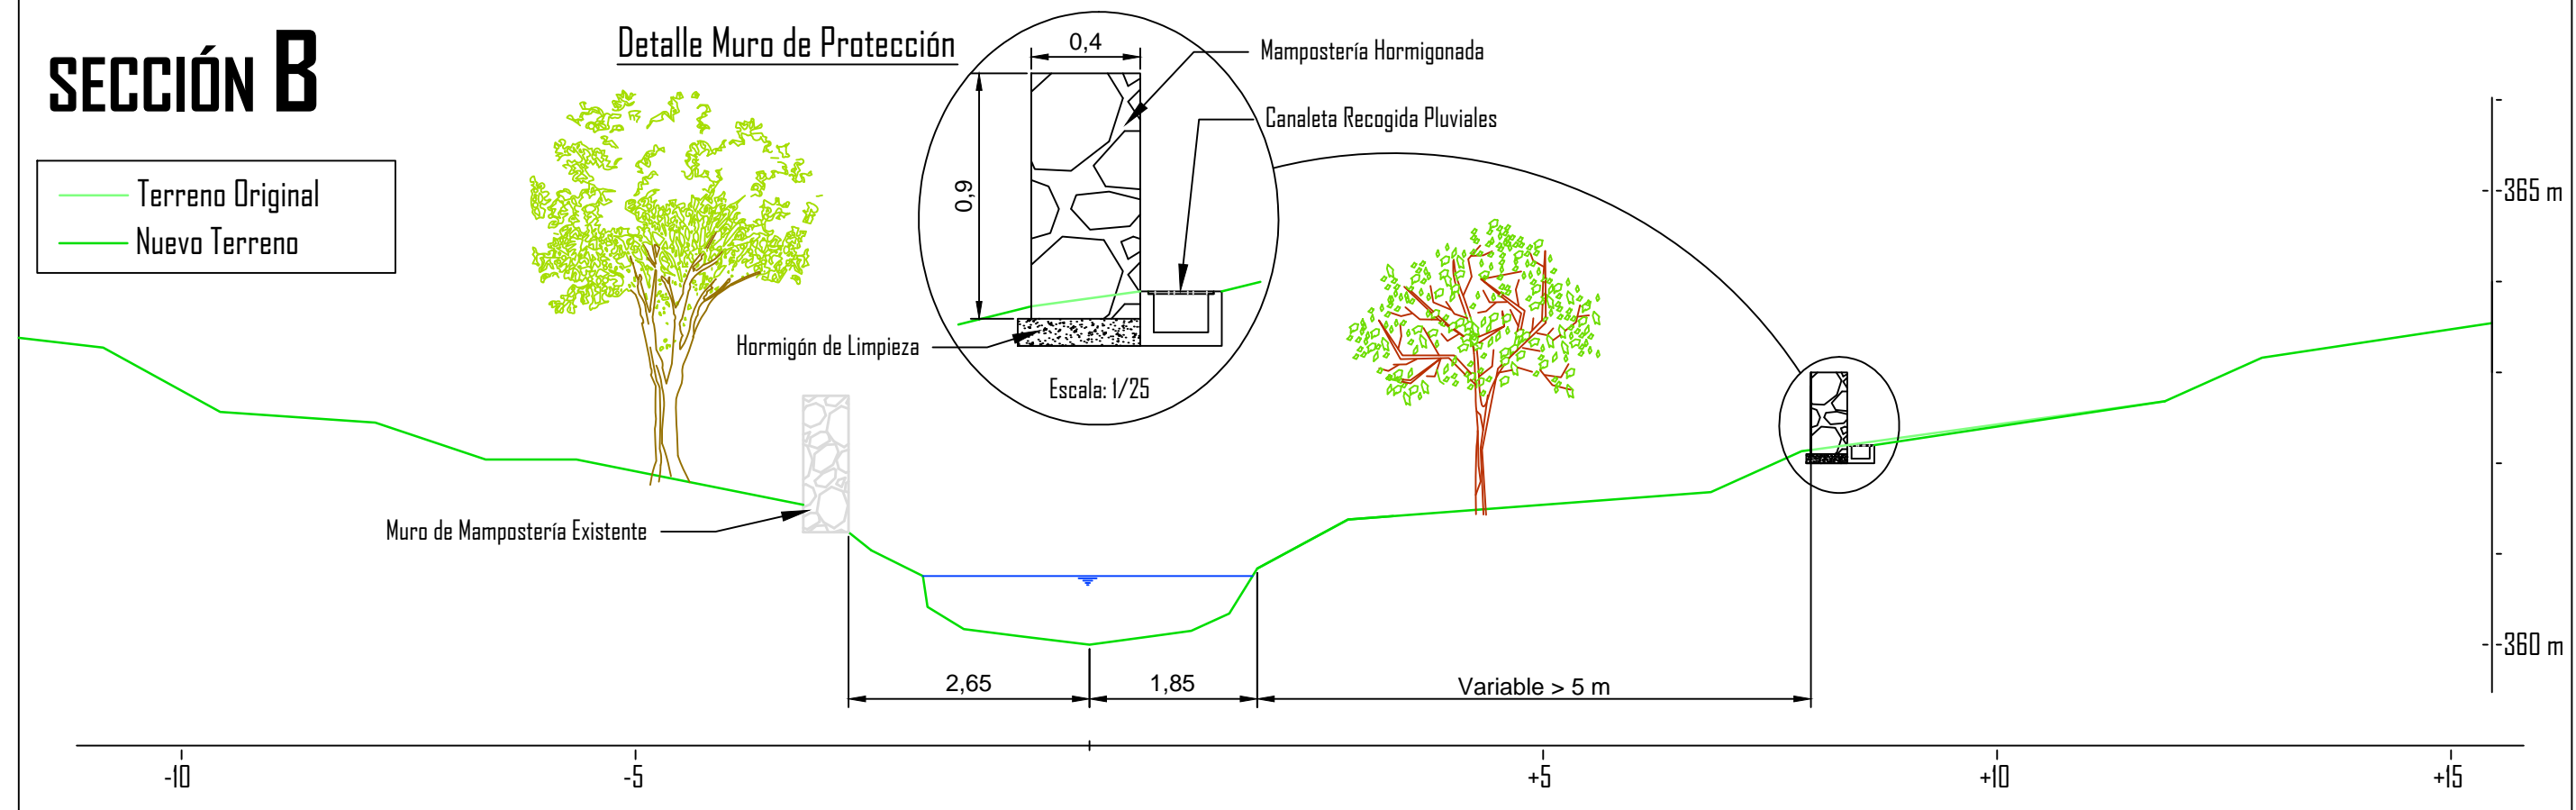 SECCIÓN B
Detalle Muro de Protección
0,4
Mampostería Hormigonada
Canaleta Recogida Pluviales
Terreno Original
Nuevo Terreno
0,9
365 m
Hormigón de Limpieza
Escala: 1/25
Muro de Mampostería Existente
360 m
2,65
1,85
Variable > 5 m
-10
-5
+5
+10
+15